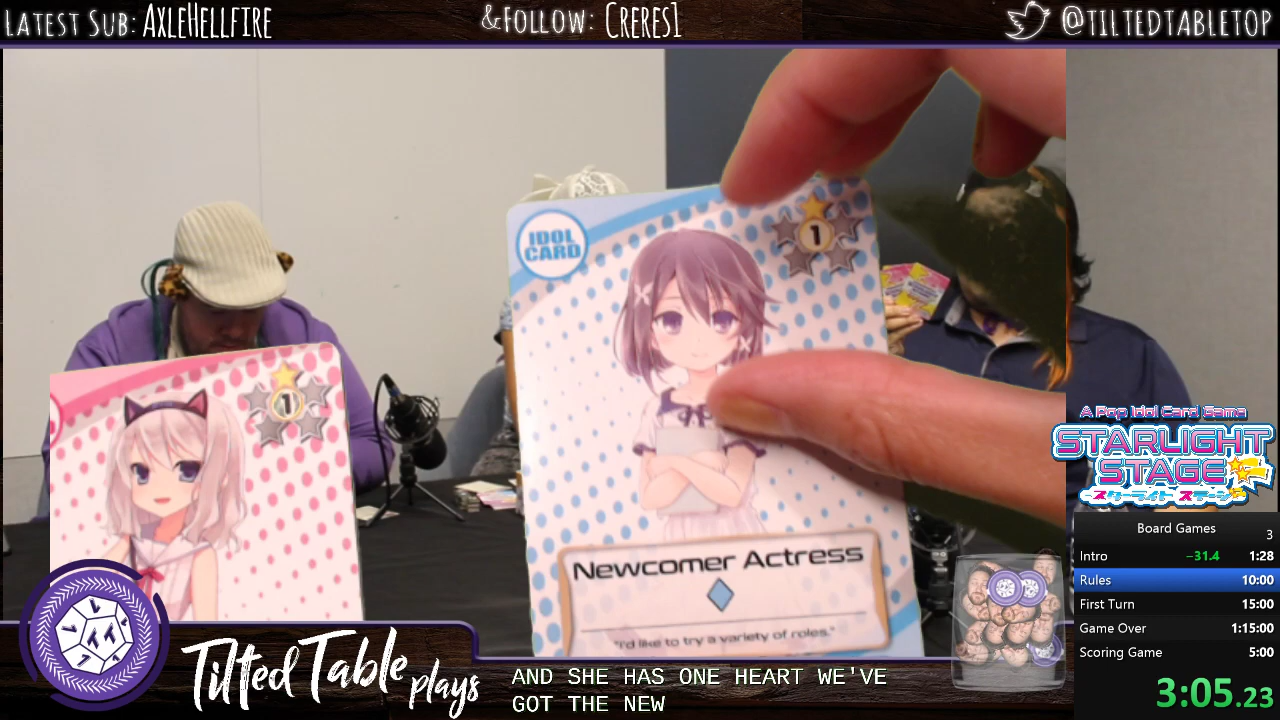 LATEST SUB: AXLEHELLFIRE
&FOLLOW: CRERES1
@TILTEDTABLETOP
IDOL
CARD
1
1
Newcomer Actress
"I'd like to try a variety of roles."
A Pop Idol Card Game
STARLIGHT
STAGE
スターライト ステージ
Board Games
3
Intro -31.4 1:28
Rules 10:00
First Turn 15:00
Game Over 1:15:00
Scoring Game 5:00
3:05.23
Tilted Table
plays
AND SHE HAS ONE HEART WE'VE
GOT THE NEW